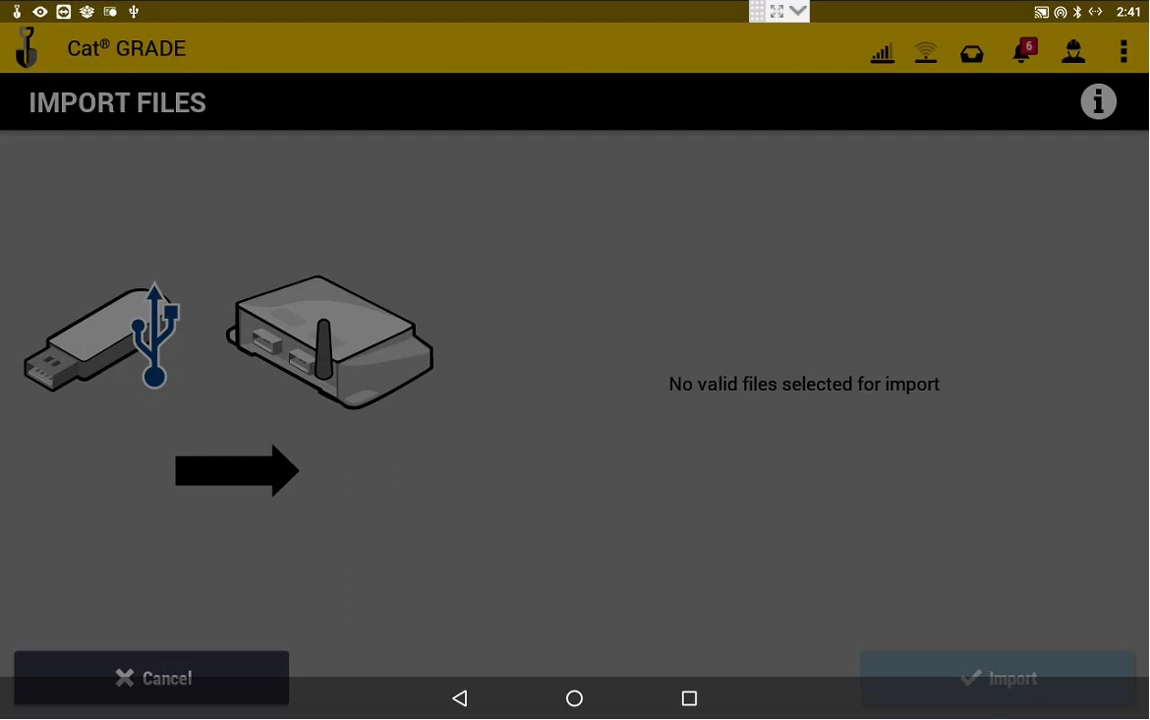 2:41
Cat® GRADE
6
IMPORT FILES
No valid files selected for import
Cancel
Import